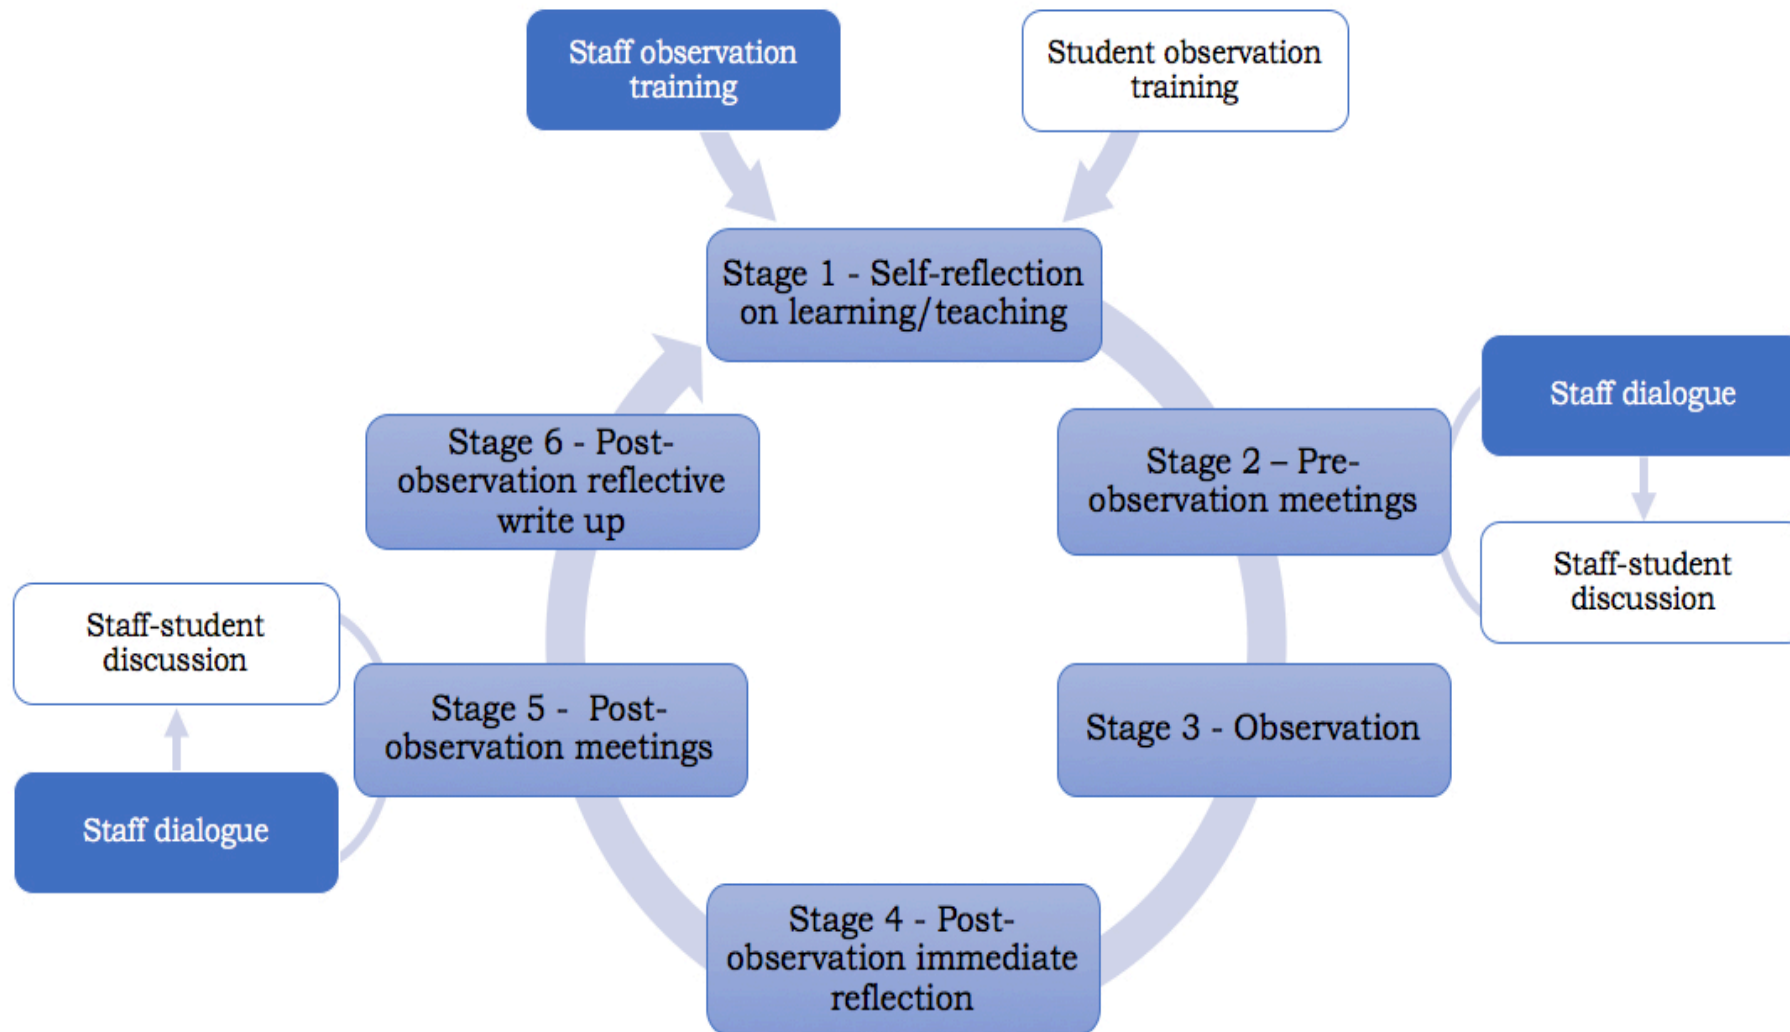 Staff observation
training
Student observation
training
Stage 1 - Self-reflection
on learning/teaching
Staff dialogue
Stage 2 – Pre-
observation meetings
Staff-student
discussion
Stage 3 - Observation
Stage 4 - Post-
observation immediate
reflection
Stage 5 -  Post-
observation meetings
Staff dialogue
Staff-student
discussion
Stage 6 - Post-
observation reflective
write up